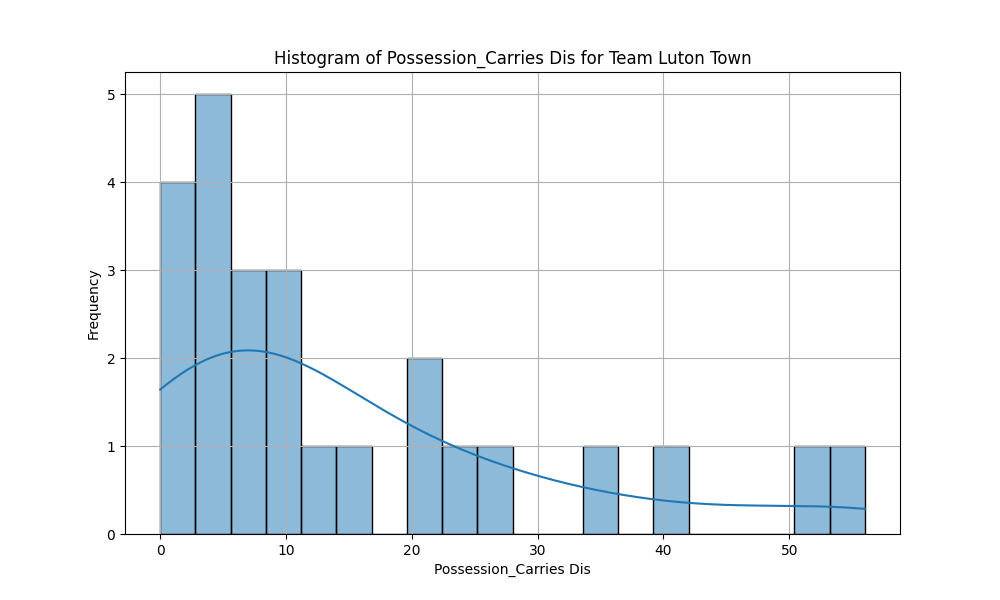 Histogram of Possession_Carries Dis for Team Luton Town
Frequency
5
4
3
2
1
0
0 10 20 30 40 50
Possession_Carries Dis